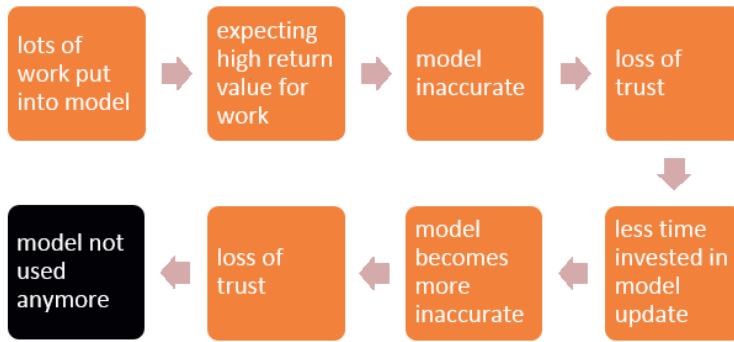 lots of
work put
into model
expecting
high return
value for
work
model
inaccurate
loss of
trust
less time
invested in
model
update
model
becomes
more
inaccurate
loss of
trust
model not
used
anymore